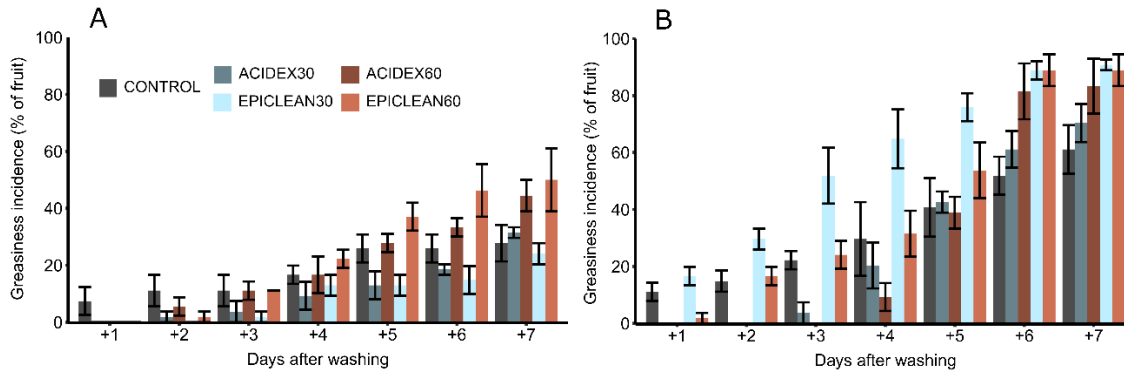 A
Greasiness incidence (% of fruit)
100
80
60
40
20
0
CONTROL
ACIDEX30
ACIDEX60
EPICLEAN30
EPICLEAN60
+1
+2
+3
+4
+5
+6
+7
Days after washing
B
Greasiness incidence (% of fruit)
100
80
60
40
20
0
+1
+2
+3
+4
+5
+6
+7
Days after washing